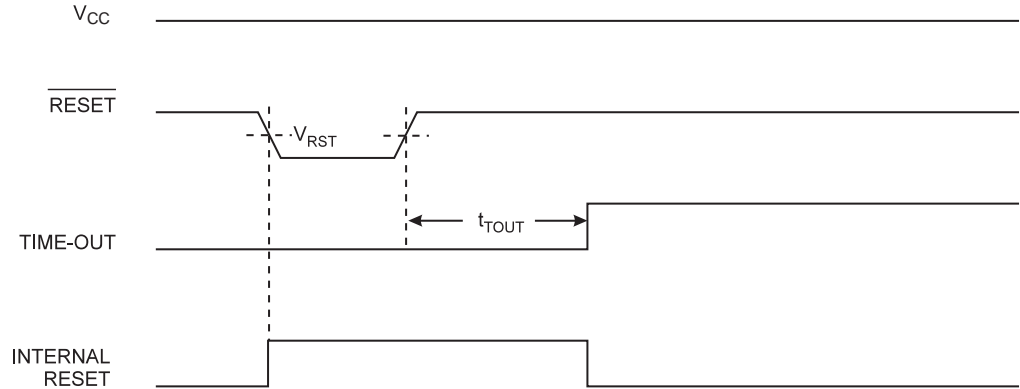 VCC
RESET
VRST
tTOUT
TIME-OUT
INTERNAL
RESET